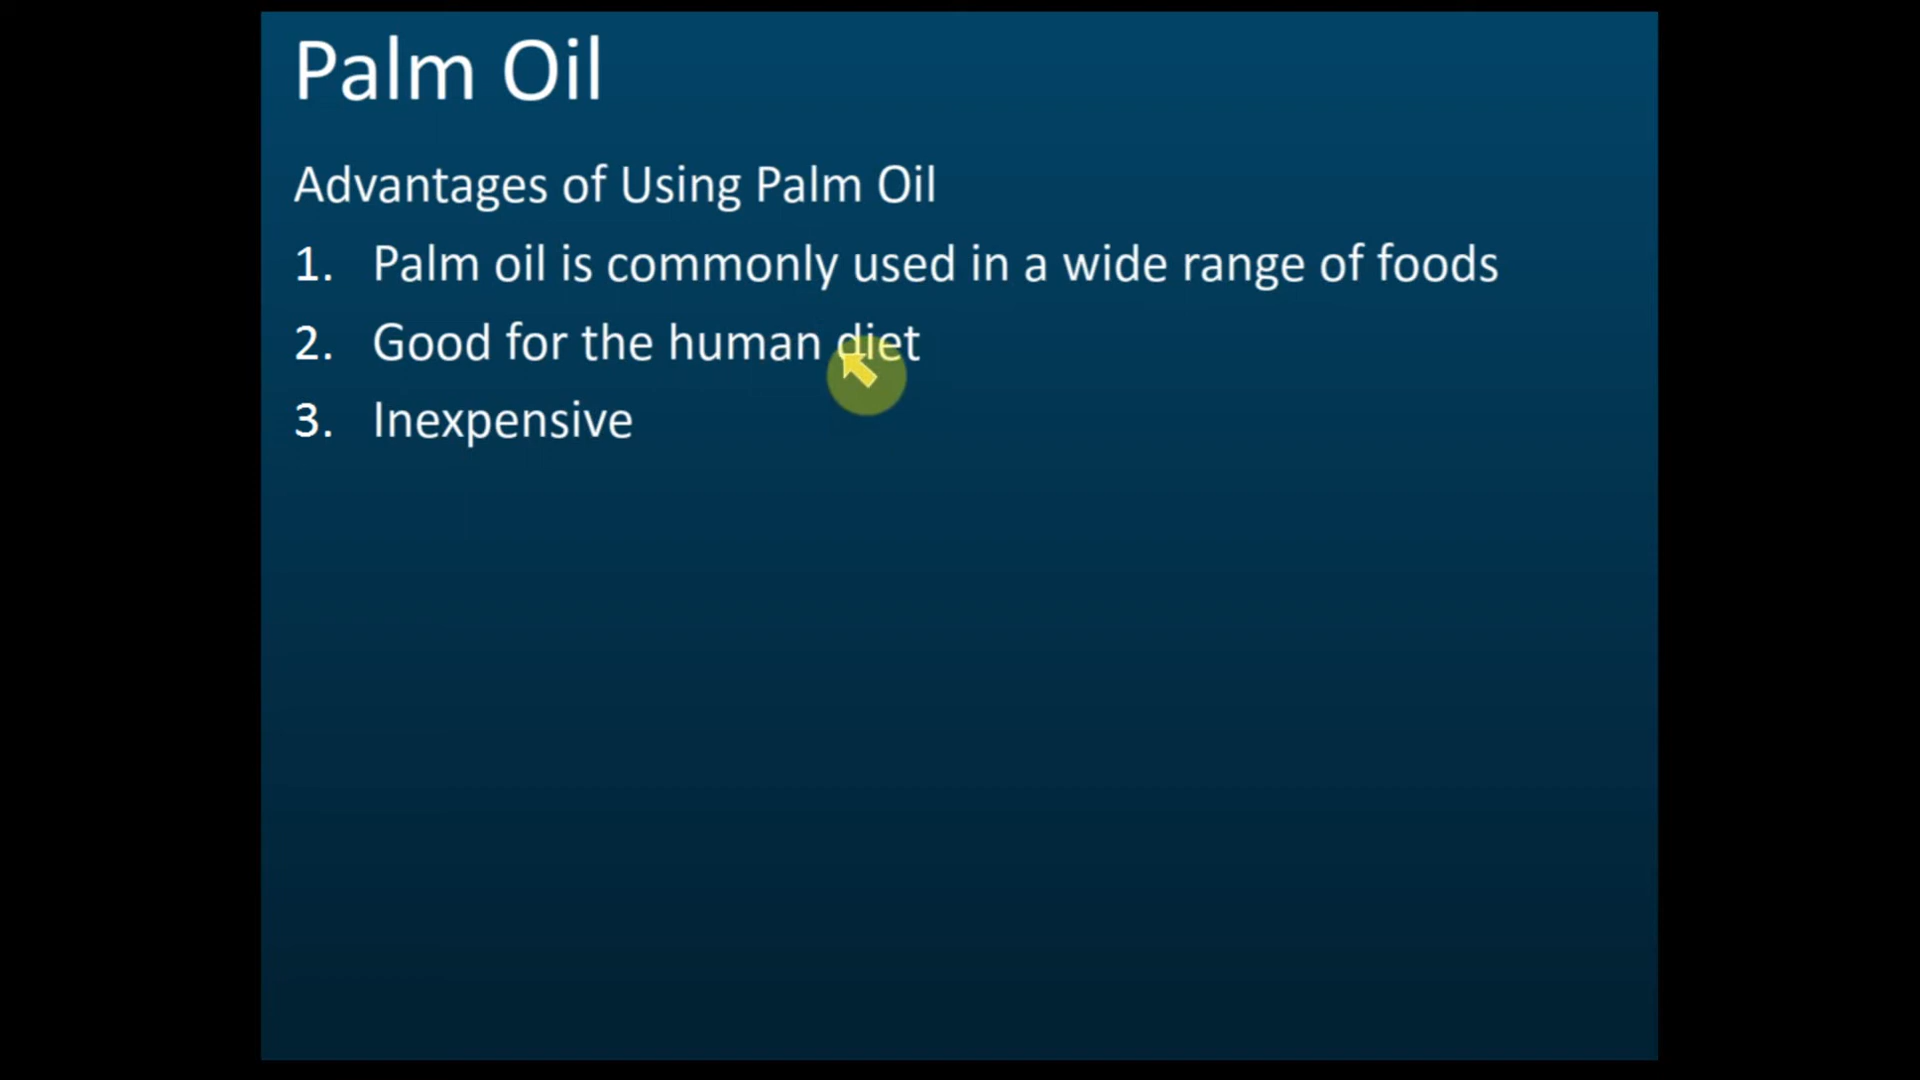 Palm Oil
Advantages of Using Palm Oil
1. Palm oil is commonly used in a wide range of foods
2. Good for the human diet
3. Inexpensive